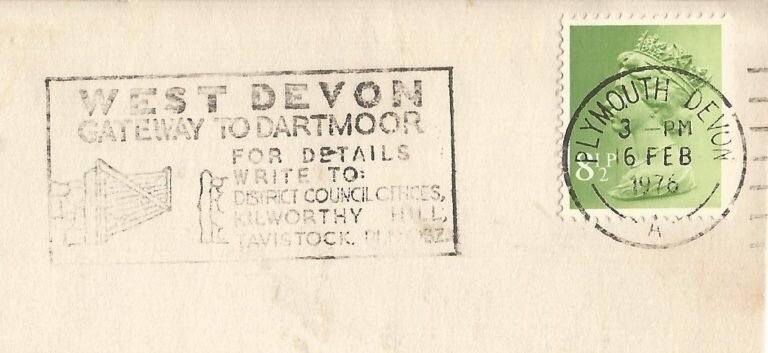 WEST DEVON
GATEWAY TO DARTMOOR
FOR DETAILS
WRITE TO:
DISTRICT COUNCIL OFFICES,
KILWORTHY HILL,
TAVISTOCK.
8½P
PLYMOUTH DEVON
3 -PM
16 FEB
1976
A